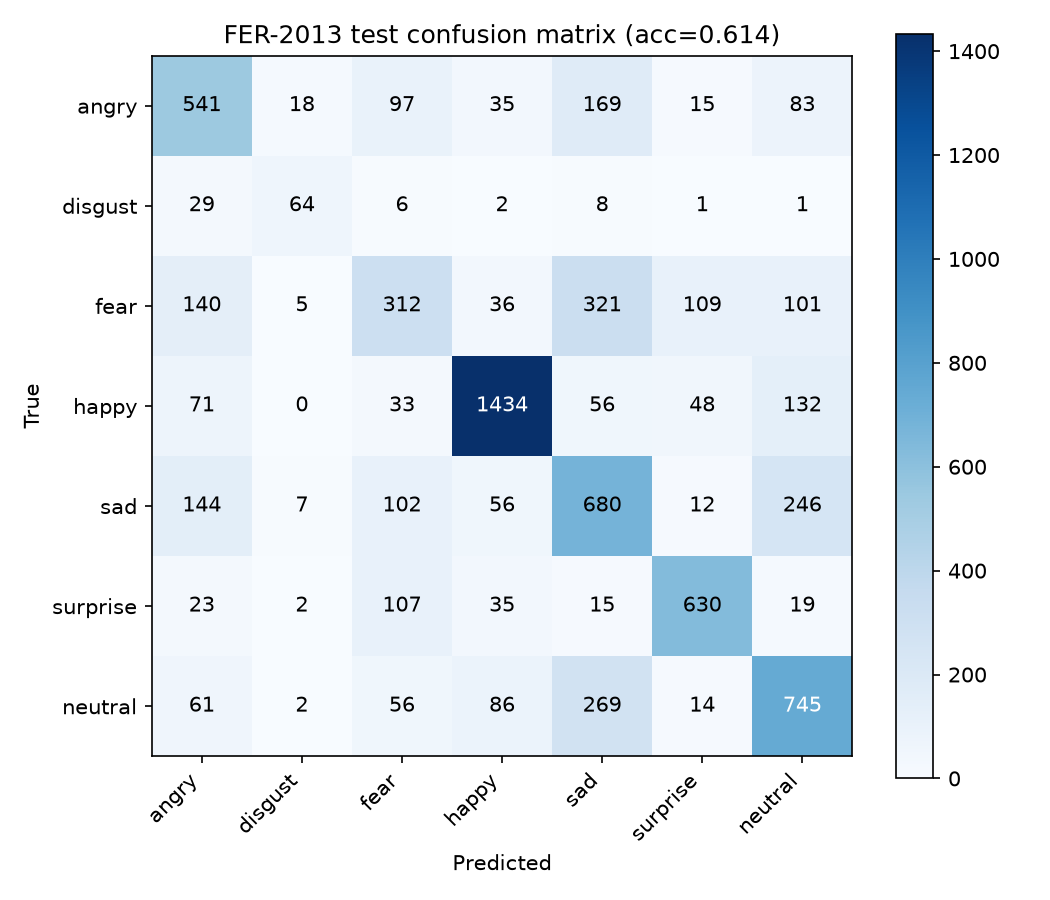 FER-2013 test confusion matrix (acc=0.614)
angry 541 18 97 35 169 15 83
disgust 29 64 6 2 8 1 1
fear 140 5 312 36 321 109 101
happy 71 0 33 1434 56 48 132
sad 144 7 102 56 680 12 246
surprise 23 2 107 35 15 630 19
neutral 61 2 56 86 269 14 745
angry disgust fear happy sad surprise neutral
Predicted
True
1400
1200
1000
800
600
400
200
0